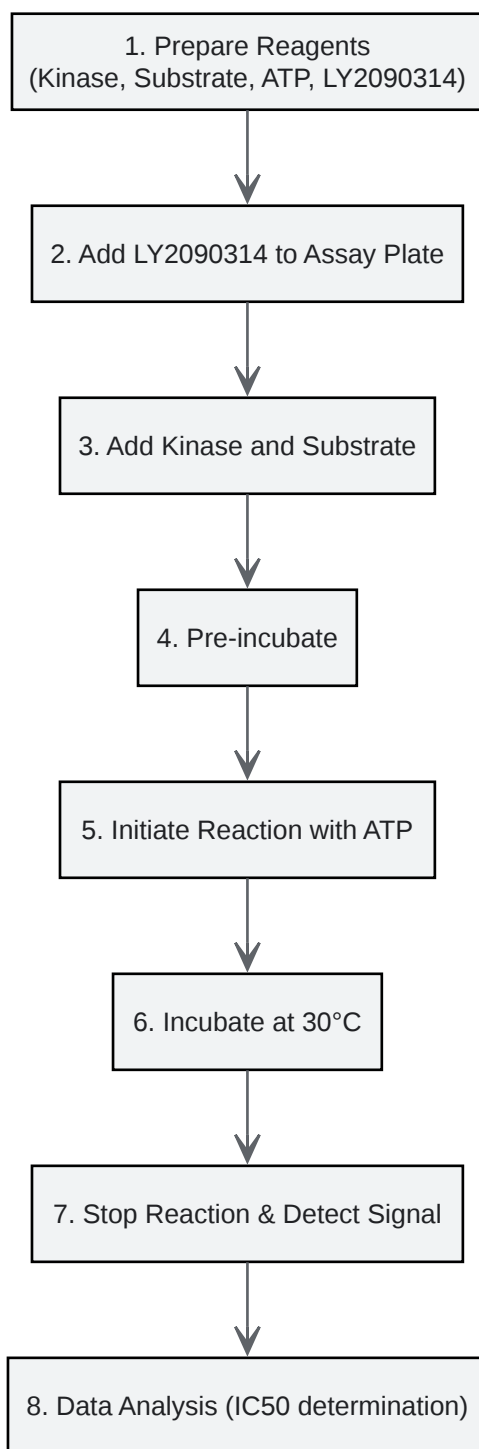 1. Prepare Reagents
(Kinase, Substrate, ATP, LY2090314)
2. Add LY2090314 to Assay Plate
3. Add Kinase and Substrate
4. Pre-incubate
5. Initiate Reaction with ATP
6. Incubate at 30°C
7. Stop Reaction & Detect Signal
8. Data Analysis (IC50 determination)